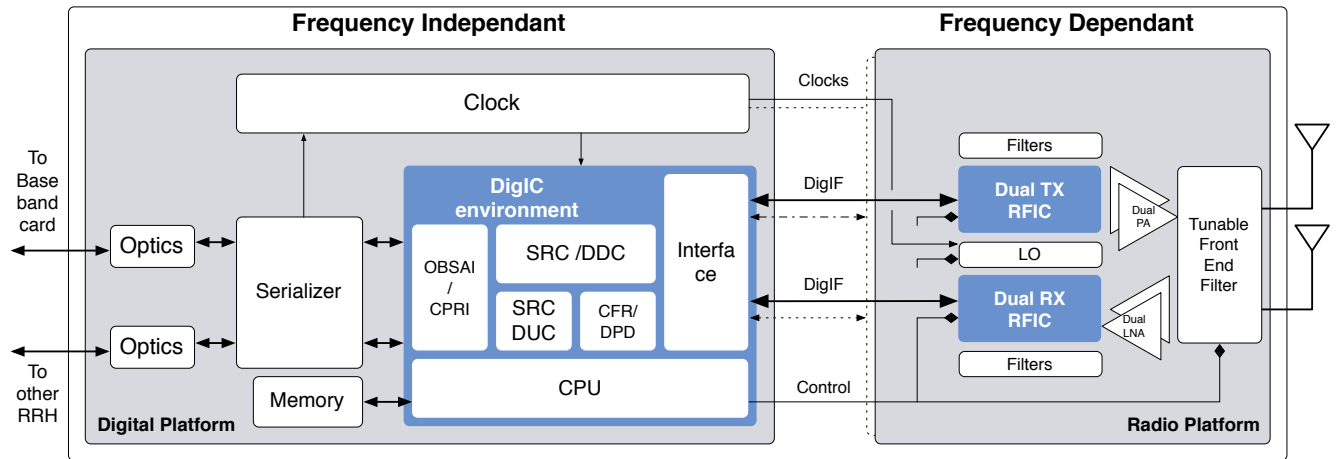 Frequency Independant
Frequency Dependant
Clock
Clocks
To
Base
band
card
Optics
Serializer
DigIC
environment
OBSAI
/
CPRI
SRC /DDC
SRC
DUC
CFR/
DPD
Interfa
ce
DigIF
DigIF
Filters
Dual TX
RFIC
Dual
PA
LO
Dual RX
RFIC
Dual
LNA
Filters
Tunable
Front
End
Filter
Optics
To
other
RRH
Memory
CPU
Control
Digital Platform
Radio Platform